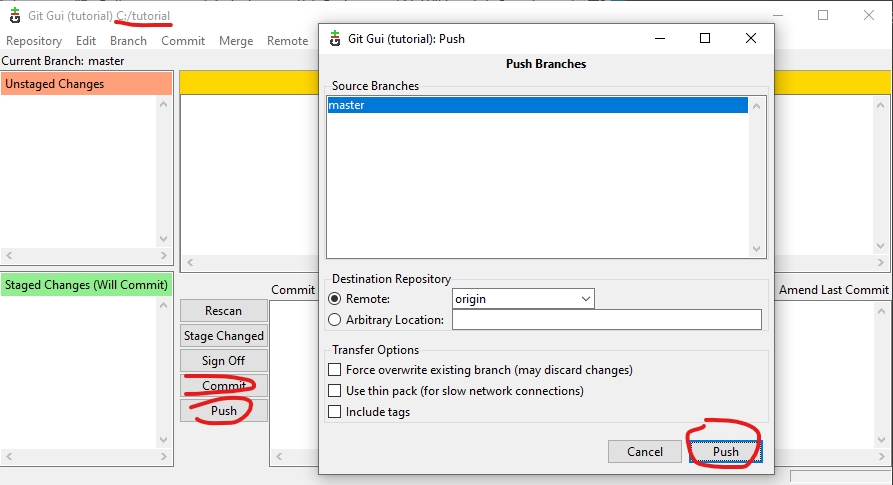 Git Gui (tutorial) C:/tutorial
Repository Edit Branch Commit Merge Remote
Current Branch: master
Unstaged Changes
Staged Changes (Will Commit)
Rescan
Stage Changed
Sign Off
Commit
Push
Commit
Amend Last Commit
Git Gui (tutorial): Push
Push Branches
Source Branches
master
Destination Repository
Remote: origin
Arbitrary Location:
Transfer Options
Force overwrite existing branch (may discard changes)
Use thin pack (for slow network connections)
Include tags
Cancel Push